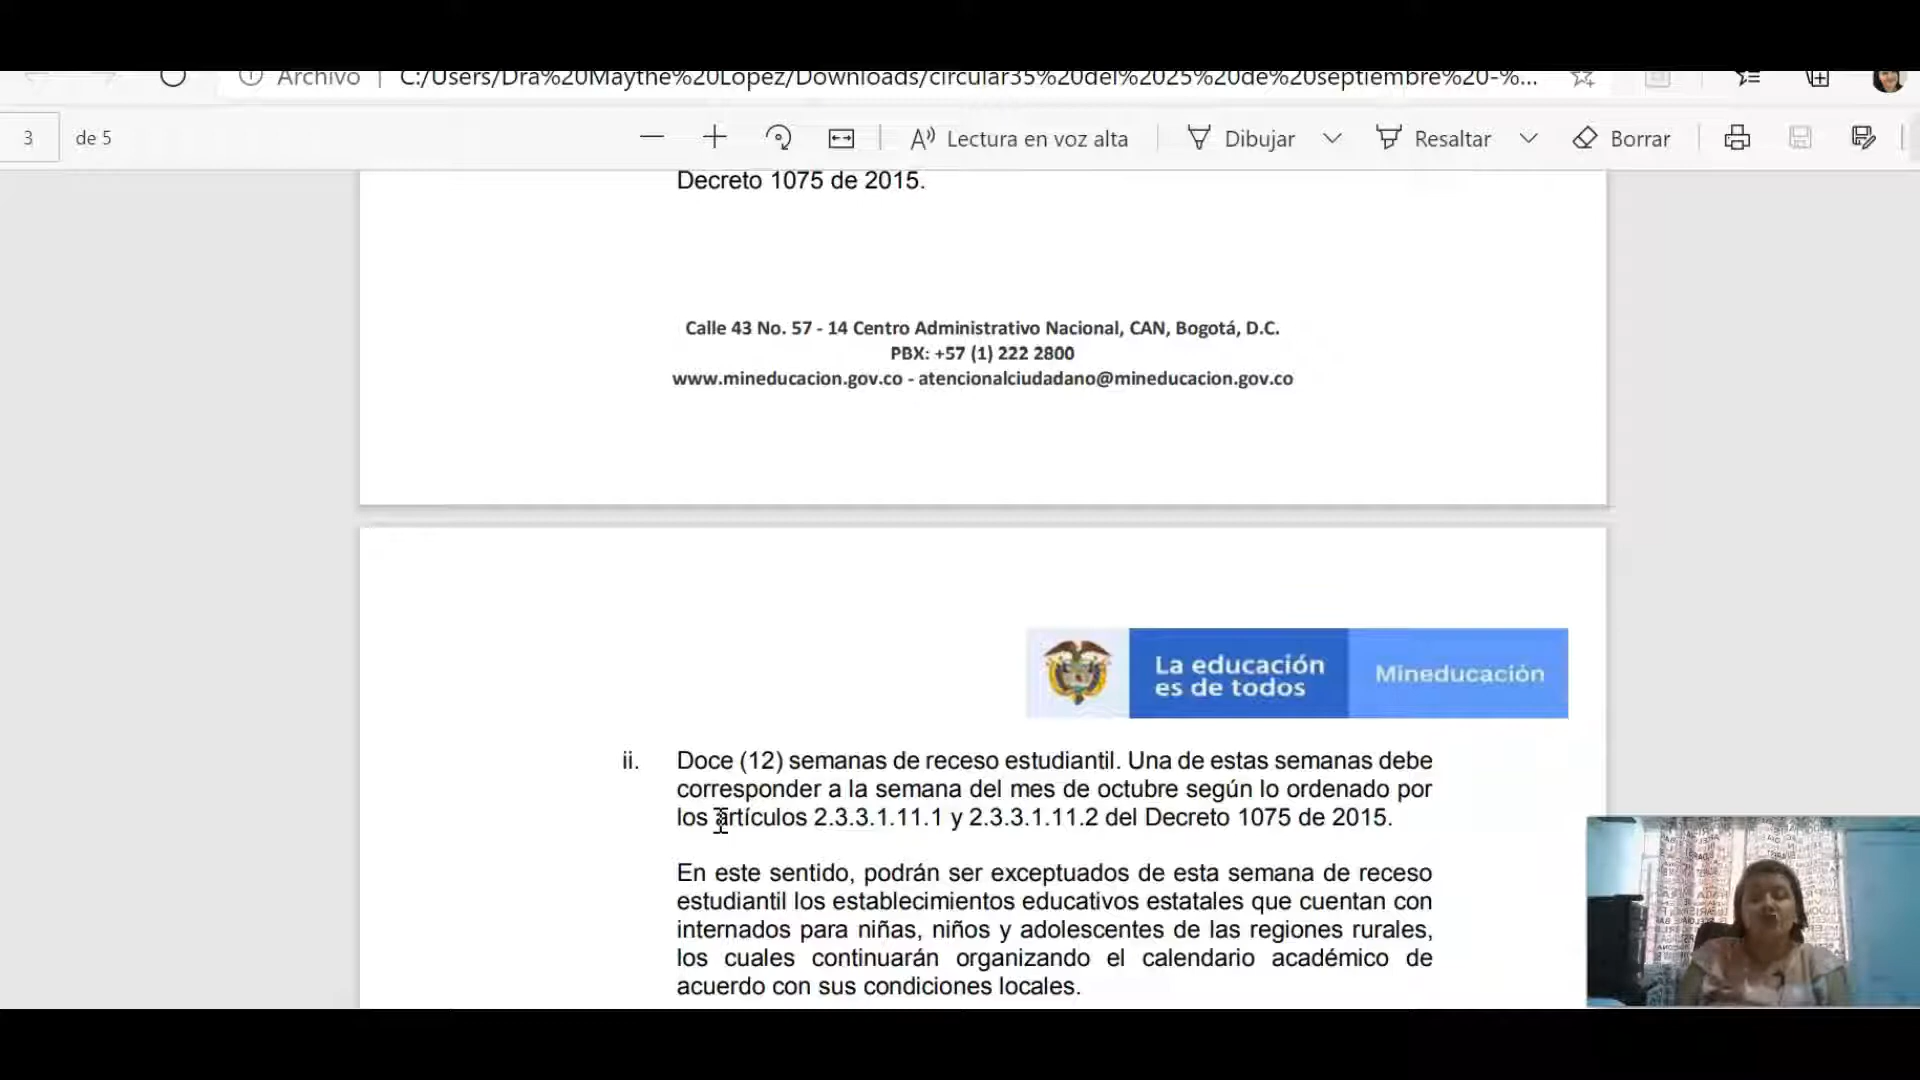 Archivo | C:/Users/Dra%20Maythe%20Lopez/Downloads/circular35%20del%2025%20de%20septiembre%20-%...
3 de 5
Lectura en voz alta
Dibujar
Resaltar
Borrar
Decreto 1075 de 2015.
Calle 43 No. 57 - 14 Centro Administrativo Nacional, CAN, Bogotá, D.C.
PBX: +57 (1) 222 2800
www.mineducacion.gov.co - atencionalciudadano@mineducacion.gov.co
La educación
es de todos
Mineducación
ii. Doce (12) semanas de receso estudiantil. Una de estas semanas debe
corresponder a la semana del mes de octubre según lo ordenado por
los artículos 2.3.3.1.11.1 y 2.3.3.1.11.2 del Decreto 1075 de 2015.
En este sentido, podrán ser exceptuados de esta semana de receso
estudiantil los establecimientos educativos estatales que cuentan con
internados para niñas, niños y adolescentes de las regiones rurales,
los cuales continuarán organizando el calendario académico de
acuerdo con sus condiciones locales.